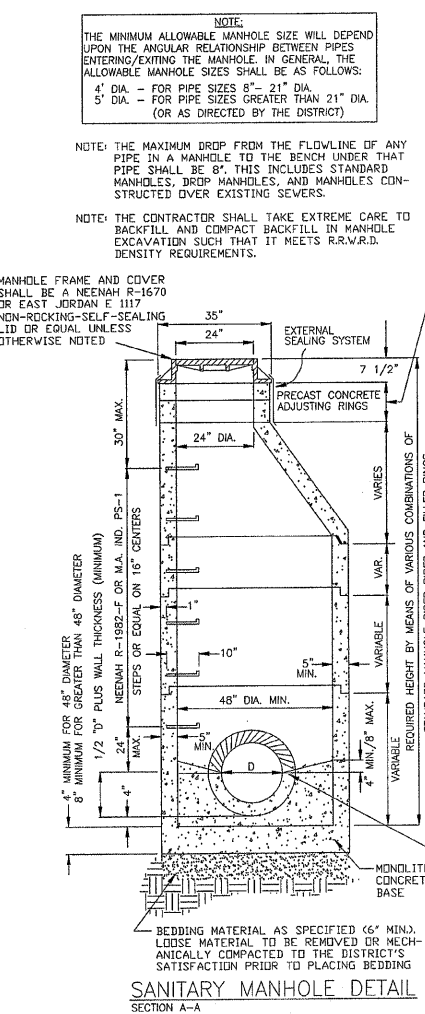 NOTE:
THE MINIMUM ALLOWABLE MANHOLE SIZE WILL DEPEND
UPON THE ANGULAR RELATIONSHIP BETWEEN PIPES
ENTERING/EXITING THE MANHOLE. IN GENERAL, THE
ALLOWABLE MANHOLE SIZES SHALL BE AS FOLLOWS:
4' DIA. - FOR PIPE SIZES 8"- 21" DIA.
5' DIA. - FOR PIPE SIZES GREATER THAN 21" DIA.
(OR AS DIRECTED BY THE DISTRICT)
NOTE: THE MAXIMUM DROP FROM THE FLOWLINE OF ANY
PIPE IN A MANHOLE TO THE BENCH UNDER THAT
PIPE SHALL BE 8". THIS INCLUDES STANDARD
MANHOLES, DROP MANHOLES, AND MANHOLES CON-
STRUCTED OVER EXISTING SEWERS.
NOTE: THE CONTRACTOR SHALL TAKE EXTREME CARE TO
BACKFILL AND COMPACT BACKFILL IN MANHOLE
EXCAVATION SUCH THAT IT MEETS R.R.W.R.D.
DENSITY REQUIREMENTS.
MANHOLE FRAME AND COVER
SHALL BE A NEENAH R-1670
OR EAST JORDAN E 1117
NON-ROCKING-SELF-SEALING
LID OR EQUAL UNLESS
OTHERWISE NOTED
35"
24"
EXTERNAL
SEALING SYSTEM
7 1/2"
PRECAST CONCRETE
ADJUSTING RINGS
30" MAX.
24" DIA.
VARIES
VAR.
VARIABLE
VARIABLE
REQUIRED HEIGHT BY MEANS OF VARIOUS COMBINATIONS OF
NEENAH R-1982-F OR M.A. IND. PS-1
STEPS OR EQUAL ON 16" CENTERS
1"
10"
5"
MIN.
48" DIA. MIN.
5"
MIN.
24"
MAX.
4" MINIMUM FOR 48" DIAMETER
8" MINIMUM FOR GREATER THAN 48" DIAMETER
1/2 "D" PLUS WALL THICKNESS (MINIMUM)
4"
D
4" MIN./8" MAX.
MONOLIT
CONCRET
BASE
BEDDING MATERIAL AS SPECIFIED (6" MIN.).
LOOSE MATERIAL TO BE REMOVED OR MECH-
ANICALLY COMPACTED TO THE DISTRICT'S
SATISFACTION PRIOR TO PLACING BEDDING
SANITARY MANHOLE DETAIL
SECTION A-A